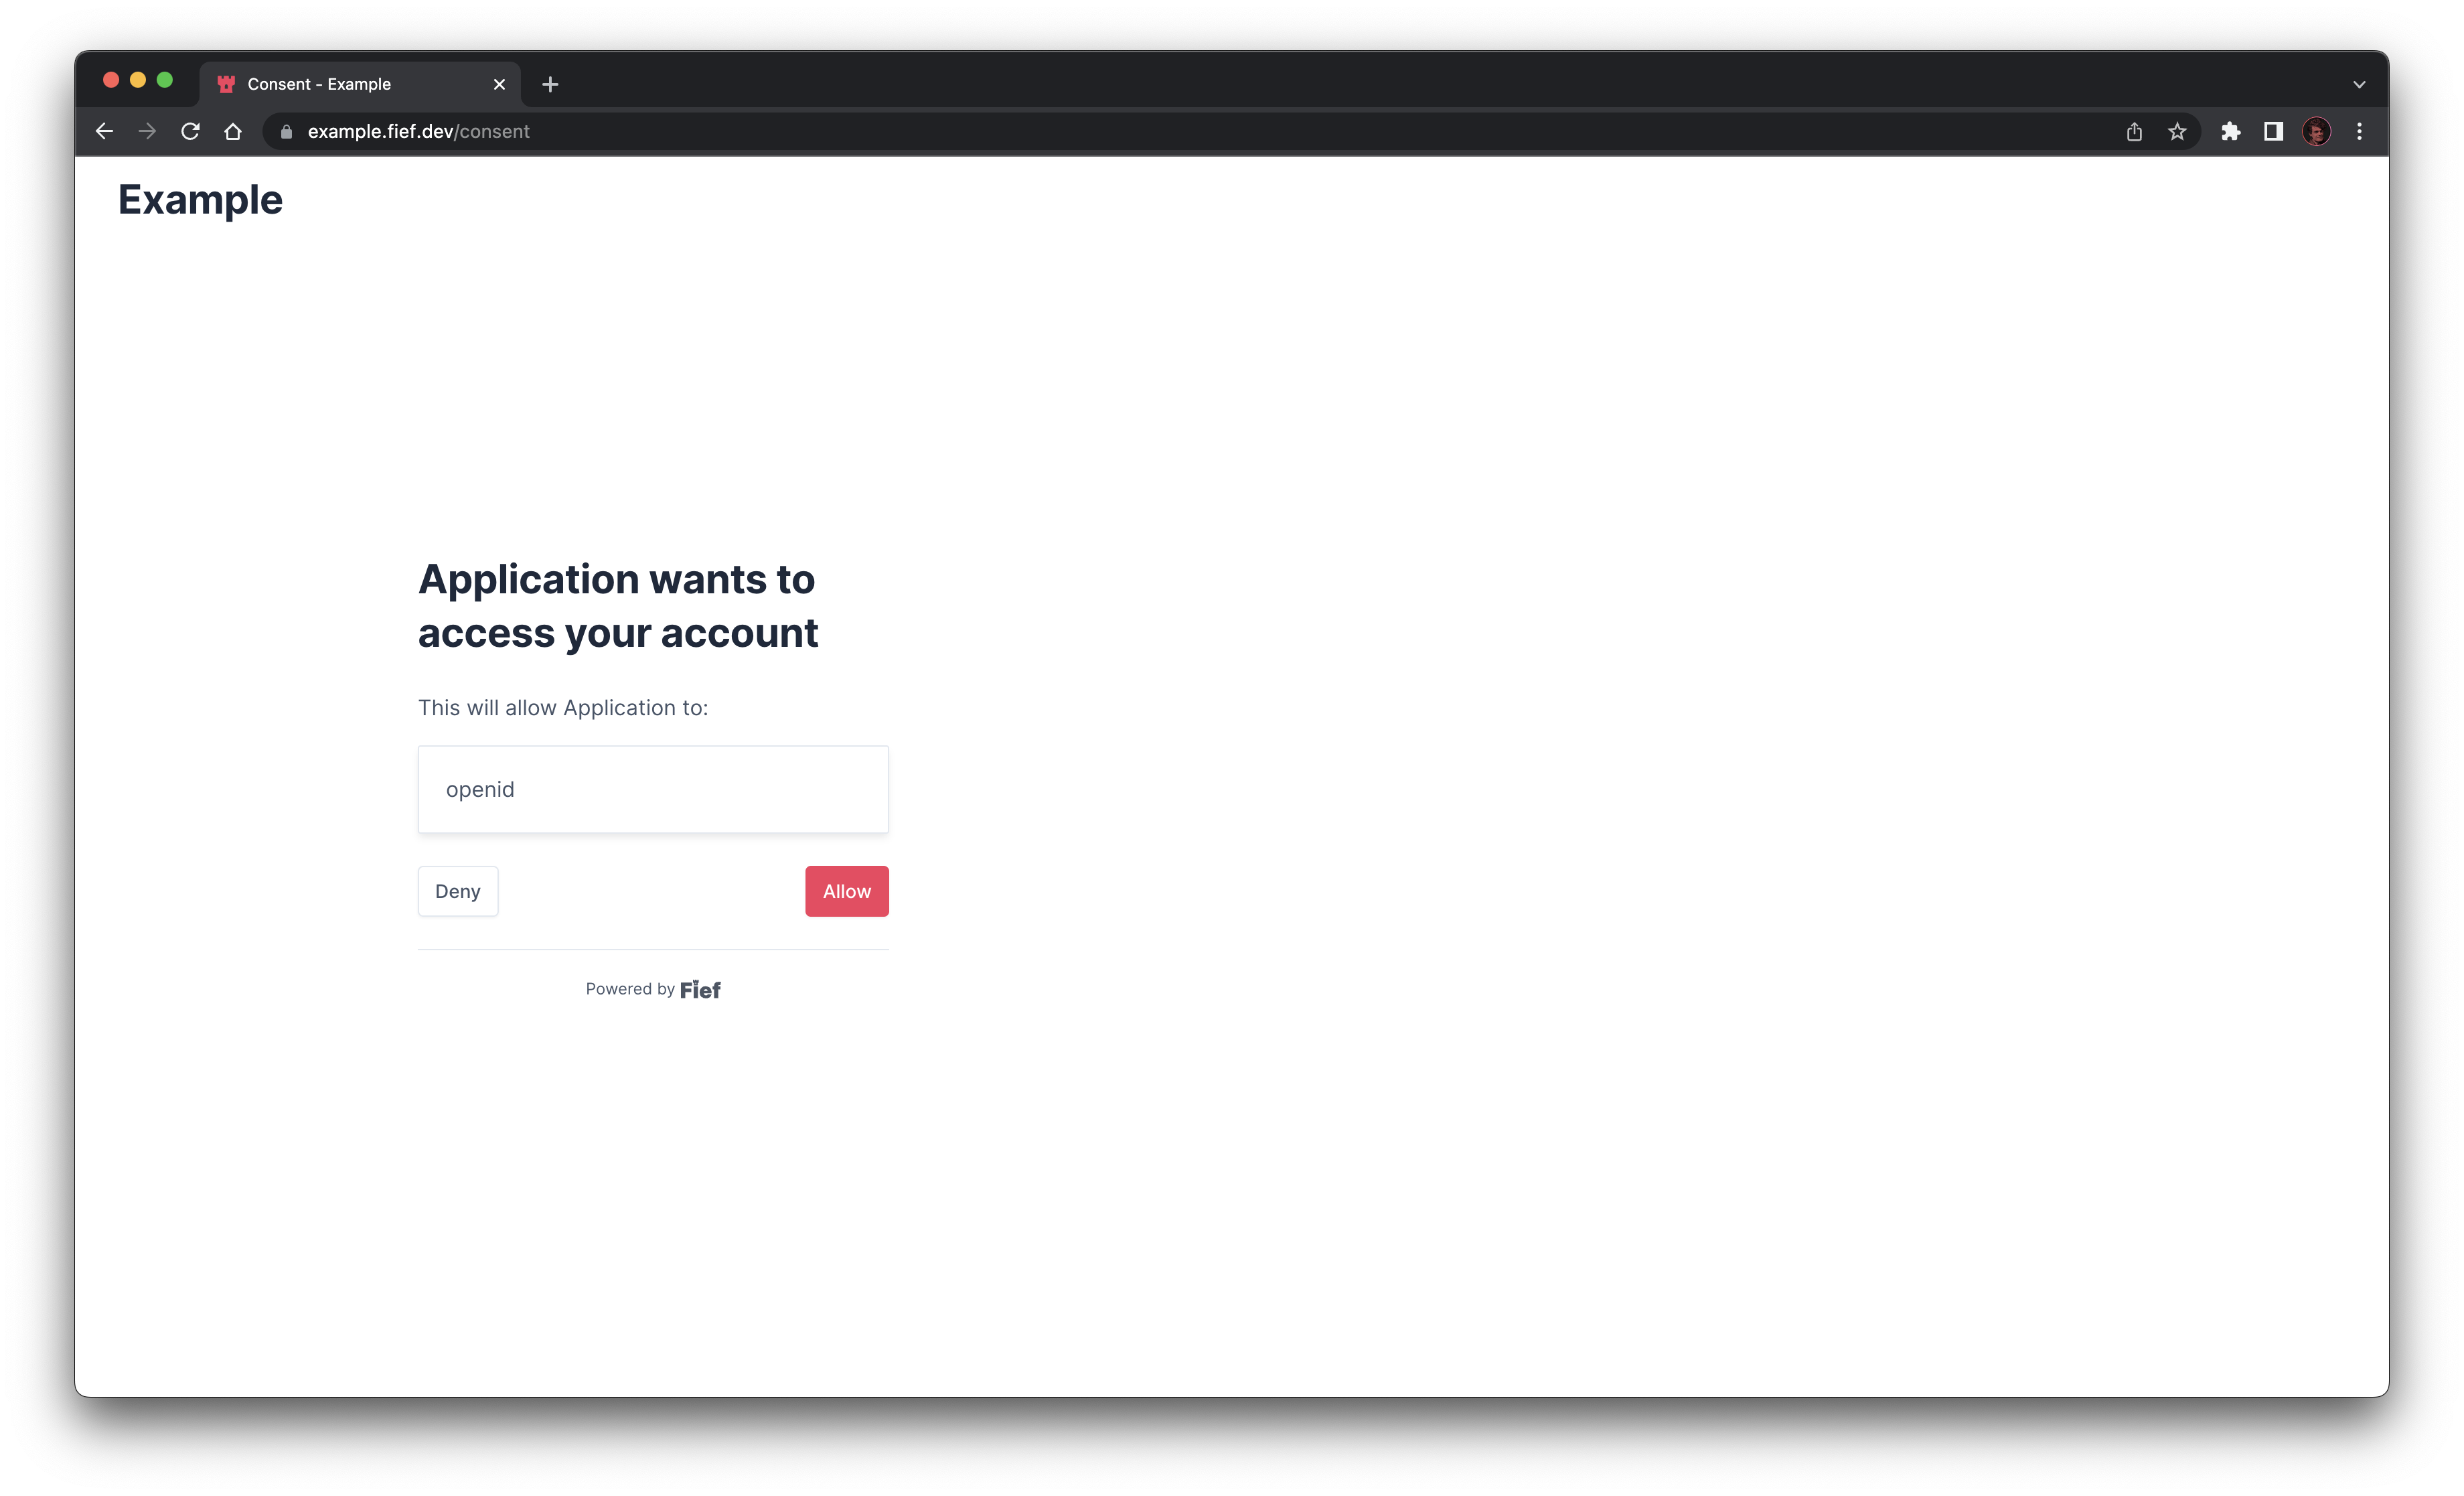 Consent - Example
example.fief.dev/consent
Example
Application wants to
access your account
This will allow Application to:
openid
Deny
Allow
Powered by Fief